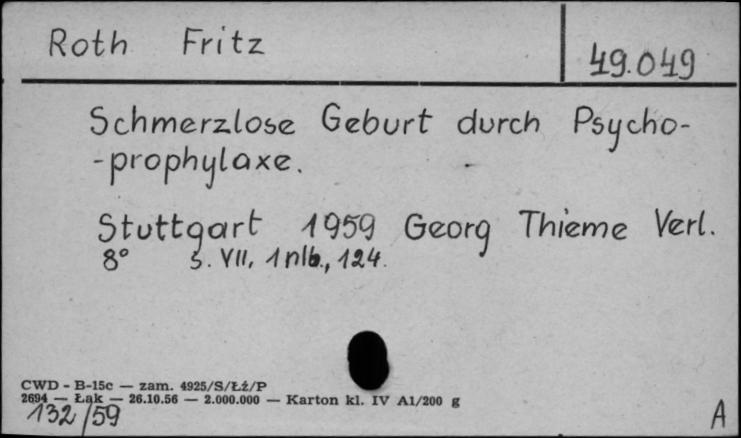 Roth Fritz
49.049
Schmerzlose Geburt durch Psycho-
-prophylaxe.
Stuttgart 1959 Georg Thieme Verl.
8° s. VII, 1 nlb., 124.
CWD - B-15c — zam. 4925/S/Łż/P
2694 — Łąk — 26.10.56 — 2.000.000 — Karton kl. IV A1/200 g
132/59
A